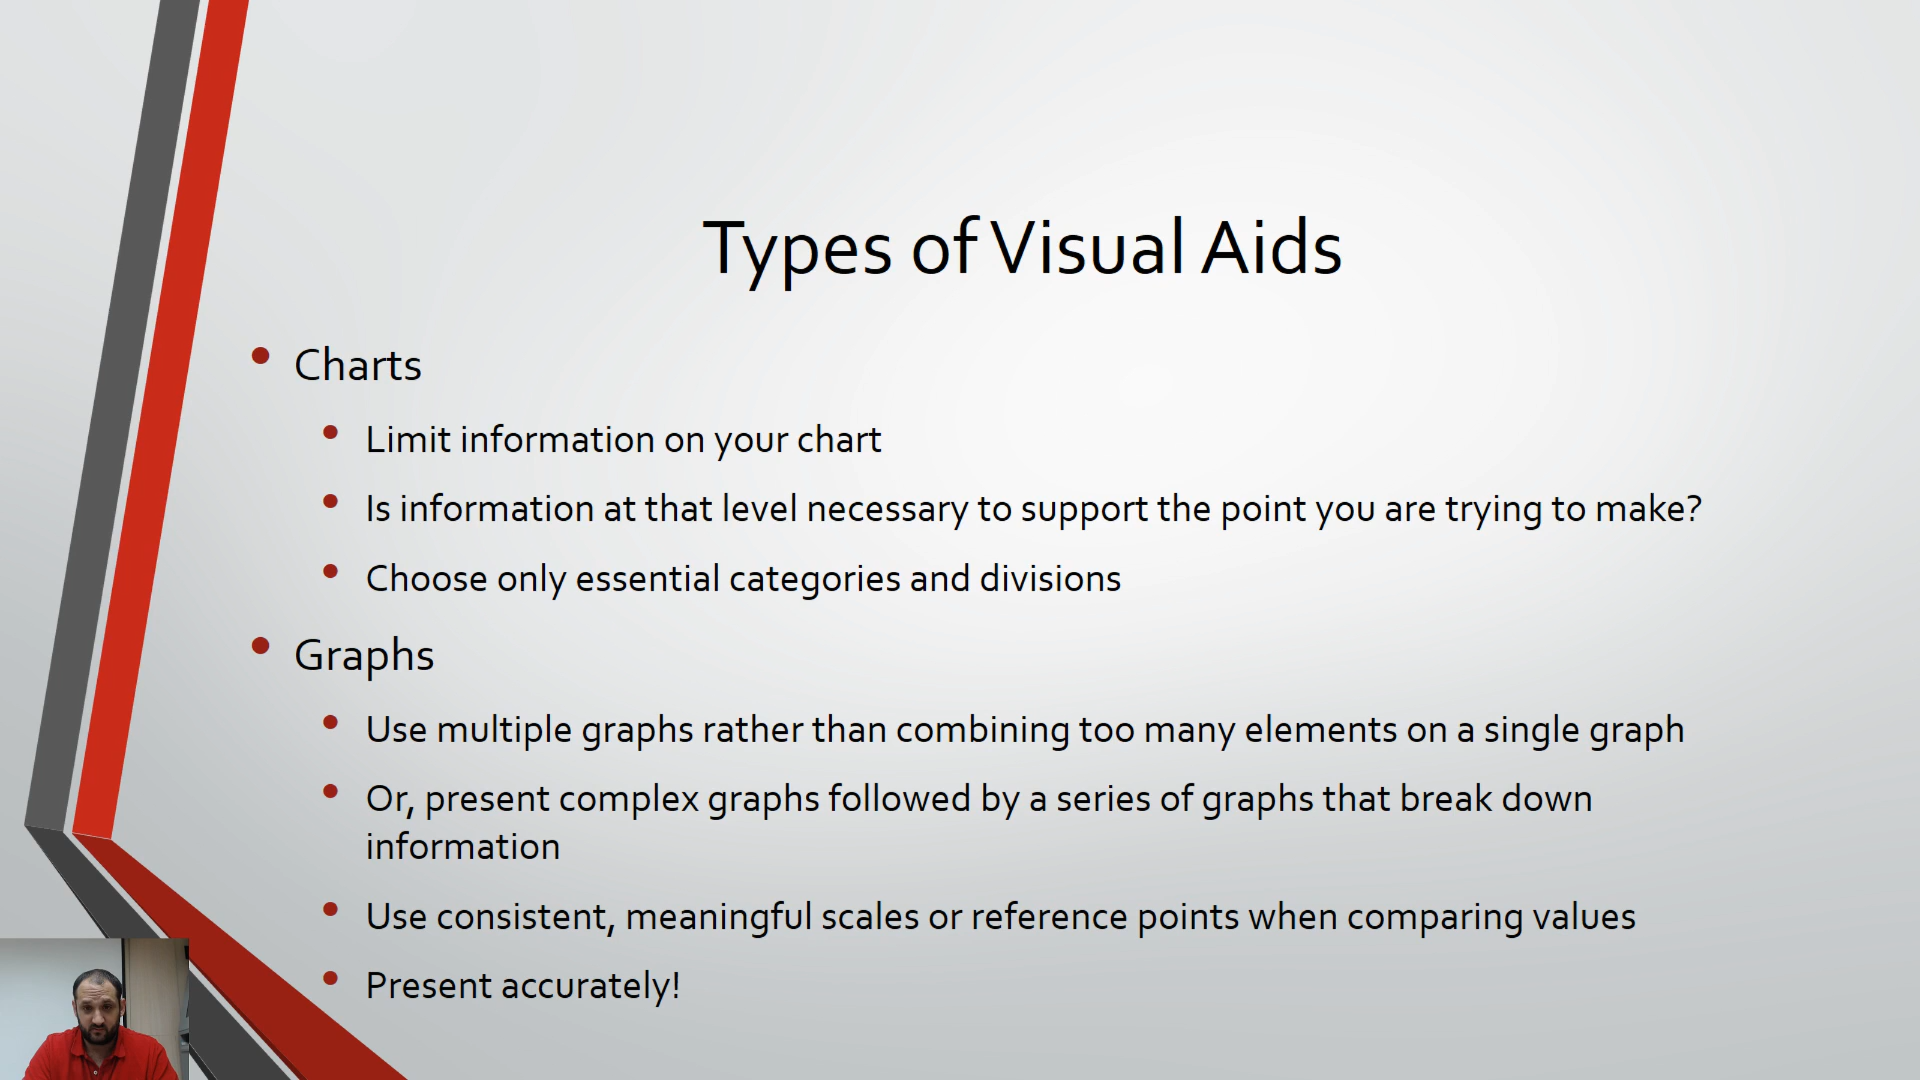 Types of Visual Aids
• Charts
• Limit information on your chart
• Is information at that level necessary to support the point you are trying to make?
• Choose only essential categories and divisions
• Graphs
• Use multiple graphs rather than combining too many elements on a single graph
• Or, present complex graphs followed by a series of graphs that break down
information
• Use consistent, meaningful scales or reference points when comparing values
• Present accurately!